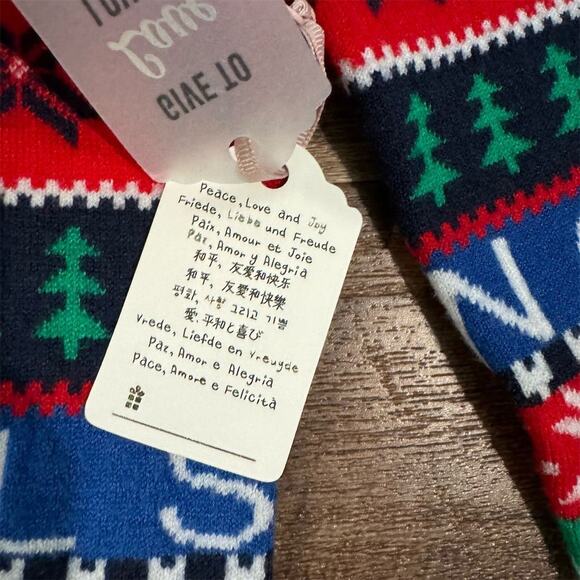 GIVE TO
Love
Peace, Love and Joy
Friede, Liebe und Freude
Paix, Amour et Joie
Paz, Amor y Alegria
和平，友爱和快乐
和平，友愛和快樂
평화, 사랑 그리고 기쁨
愛、平和と喜び
Vrede, Liefde en Vreugde
Paz, Amor e Alegria
Pace, Amore e Felicità
N
S